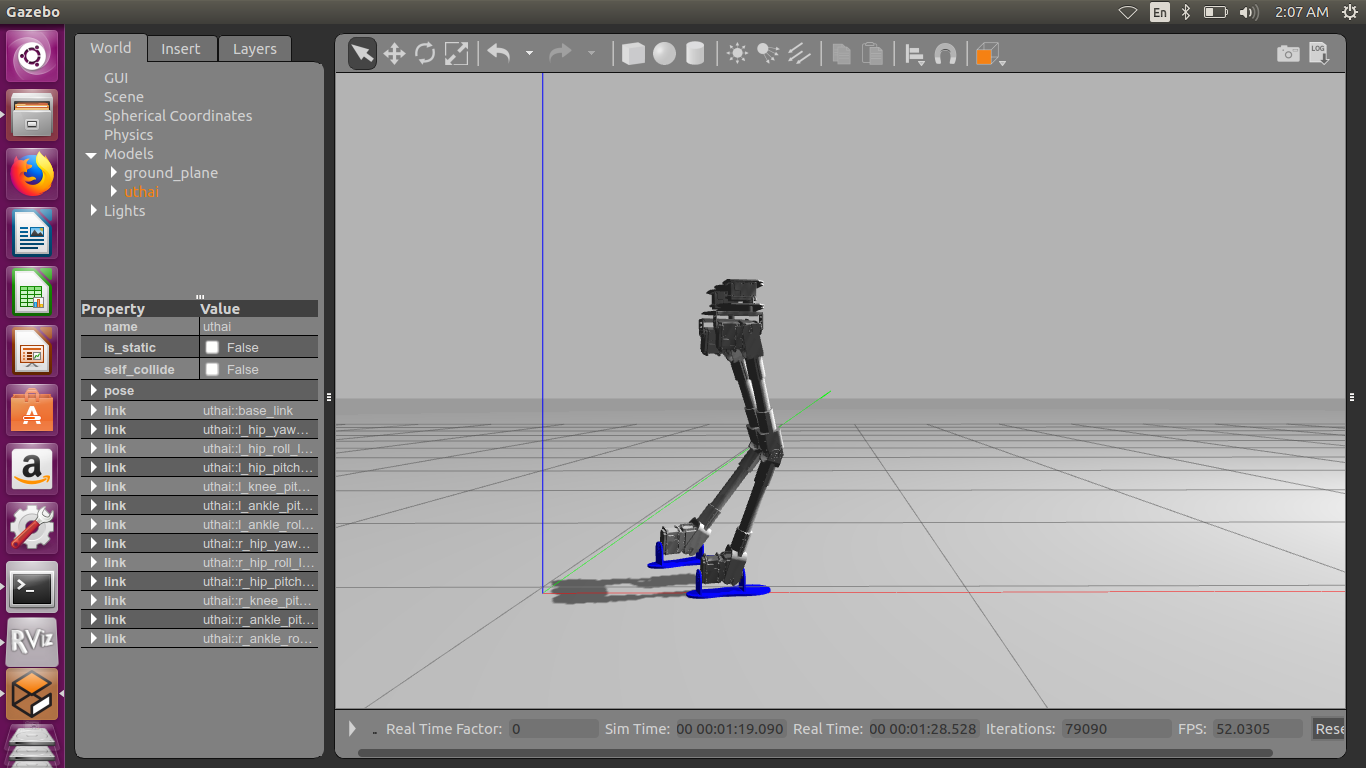 Gazebo
En
2:07 AM
World
Insert
Layers
GUI
Scene
Spherical Coordinates
Physics
Models
ground_plane
uthai
Lights
Property Value
name uthai
is_static False
self_collide False
pose
link uthai::base_link
link uthai::l_hip_yaw...
link uthai::l_hip_roll_l...
link uthai::l_hip_pitch...
link uthai::l_knee_pit...
link uthai::l_ankle_pit...
link uthai::l_ankle_rol...
link uthai::r_hip_yaw...
link uthai::r_hip_roll_l...
link uthai::r_hip_pitch...
link uthai::r_knee_pit...
link uthai::r_ankle_pit...
link uthai::r_ankle_ro...
LOG
a
RViz
Real Time Factor: 0 Sim Time: 00 00:01:19.090 Real Time: 00 00:01:28.528 Iterations: 79090 FPS: 52.0305 Rese